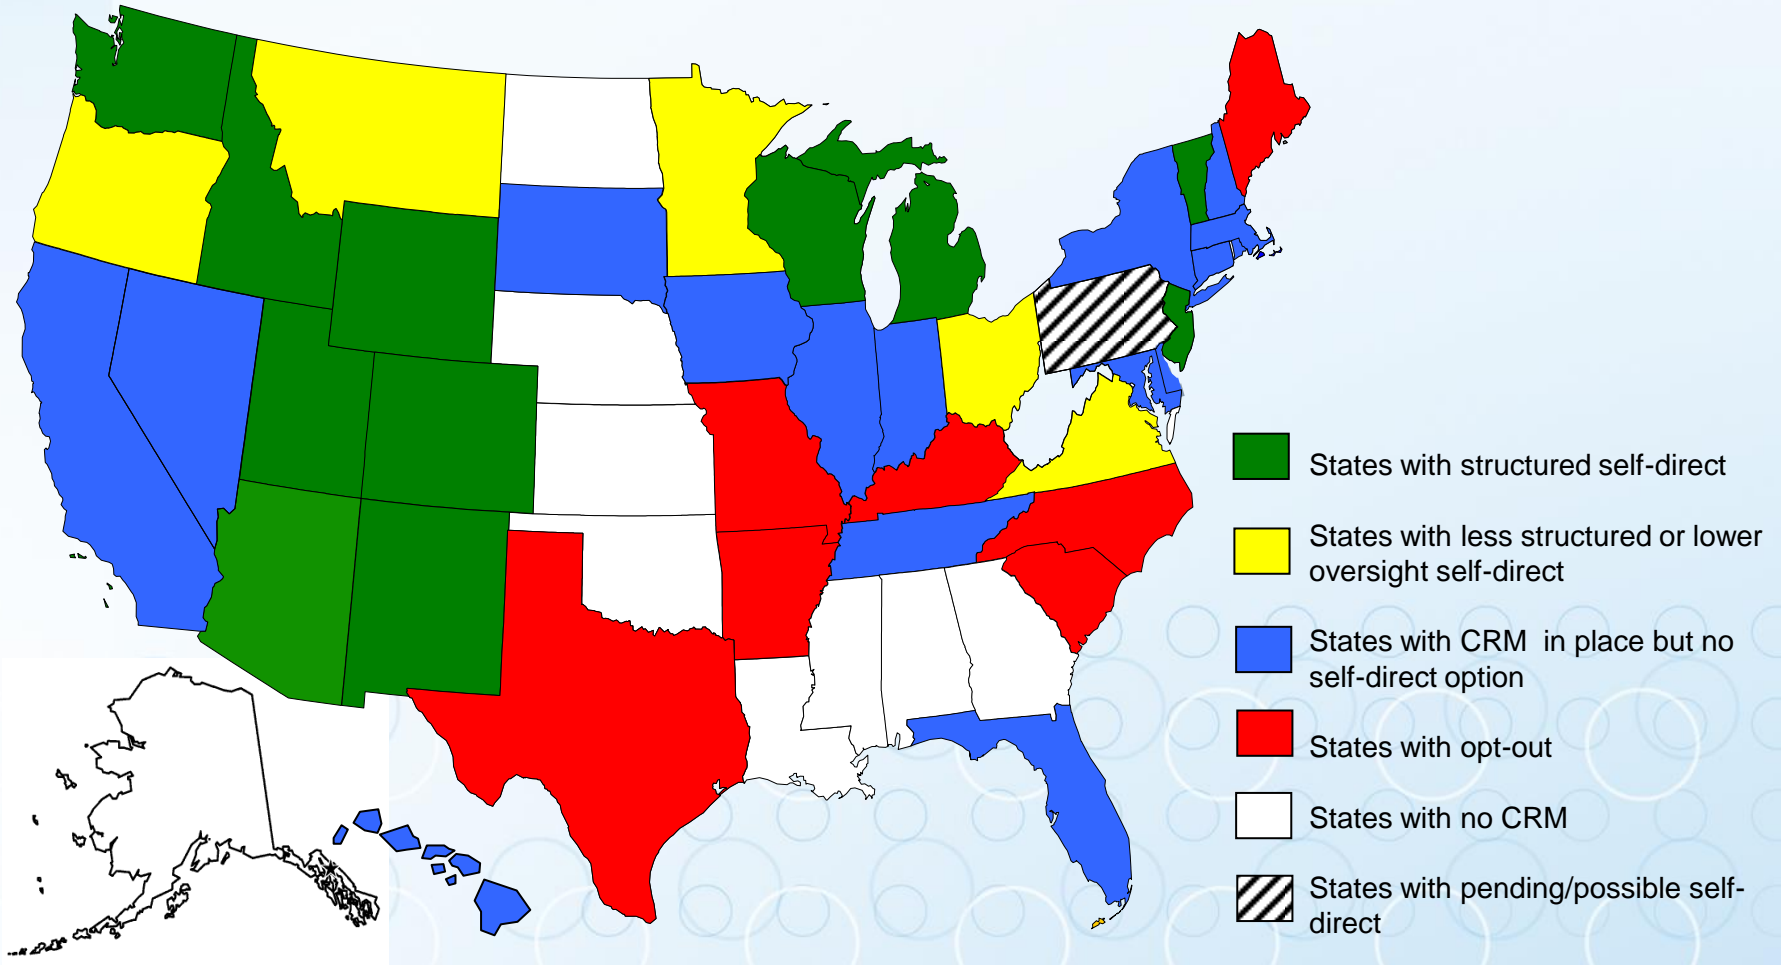 States with structured self-direct
States with less structured or lower
oversight self-direct
States with CRM  in place but no
self-direct option
States with opt-out
States with no CRM
States with pending/possible self-
direct